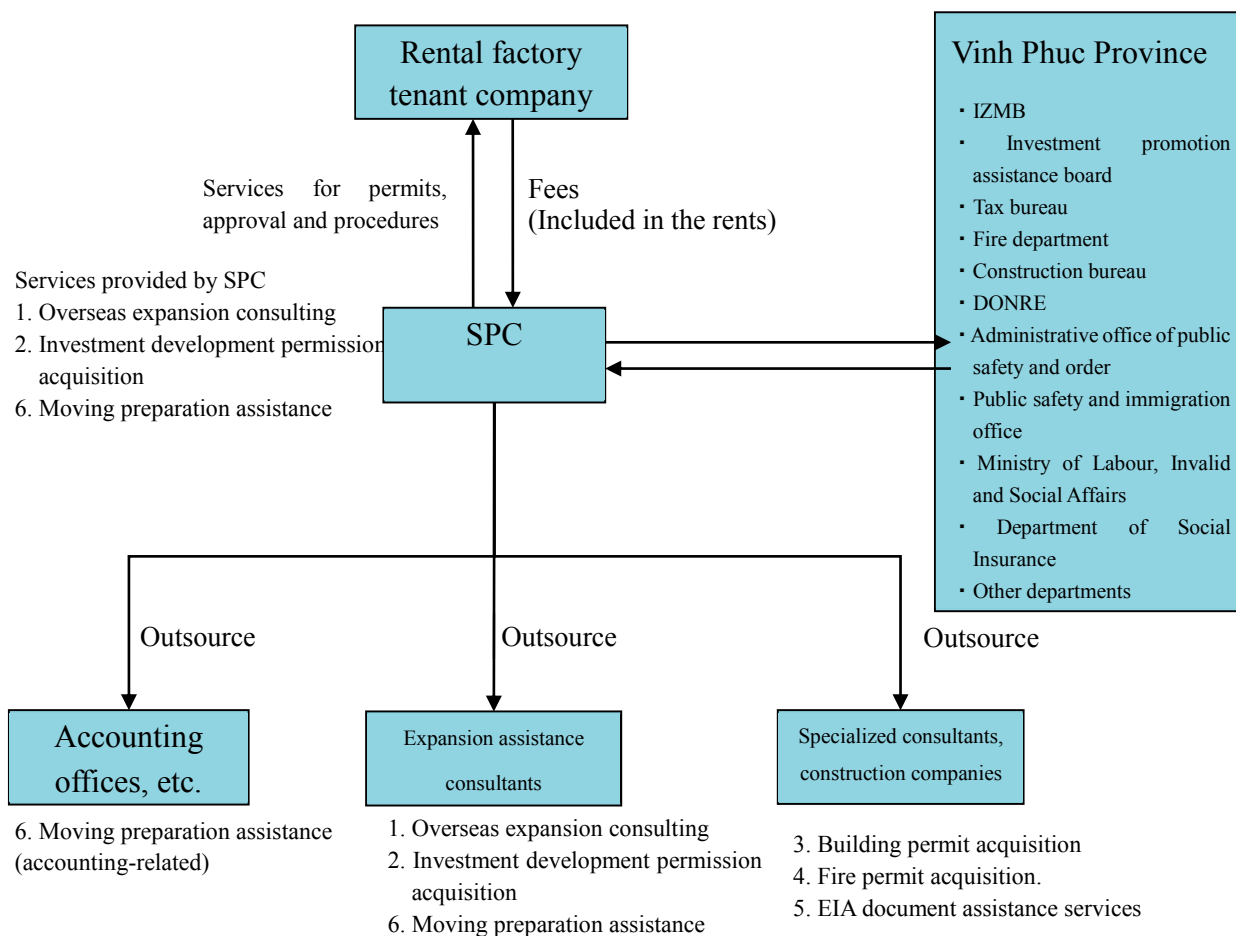 Rental factory
tenant company
Services for permits,
approval and procedures
Fees
(Included in the rents)
Services provided by SPC
1. Overseas expansion consulting
2. Investment development permission
acquisition
6. Moving preparation assistance
SPC
Vinh Phuc Province
・IZMB
・ Investment promotion
assistance board
・Tax bureau
・Fire department
・Construction bureau
・DONRE
・Administrative office of public
safety and order
・Public safety and immigration
office
・Ministry of Labour, Invalid
and Social Affairs
・ Department of Social
Insurance
・Other departments
Outsource
Outsource
Outsource
Accounting
offices, etc.
6. Moving preparation assistance
(accounting-related)
Expansion assistance
consultants
1. Overseas expansion consulting
2. Investment development permission
acquisition
6. Moving preparation assistance
Specialized consultants,
construction companies
3. Building permit acquisition
4. Fire permit acquisition.
5. EIA document assistance services